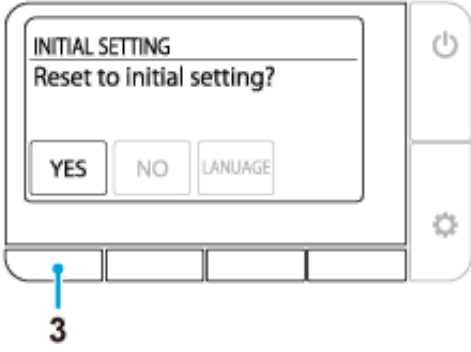 INITIAL SETTING
Reset to initial setting?
YES NO LANUAGE
3